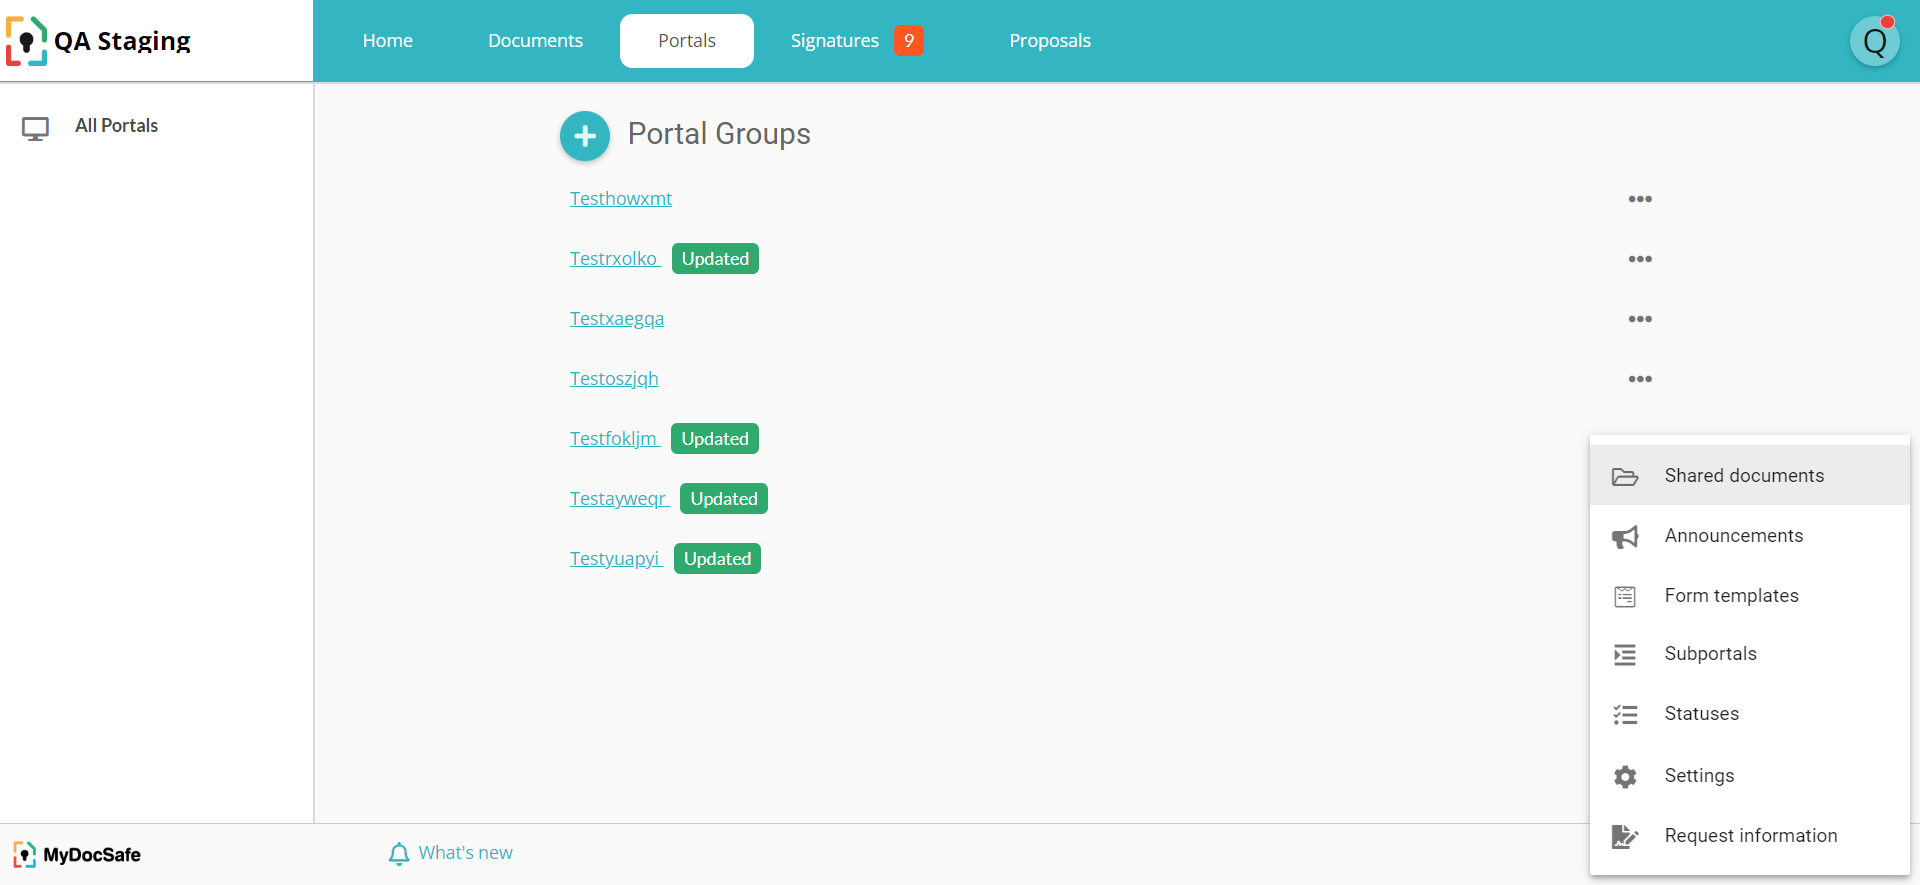 QA Staging
Home
Documents
Portals
Signatures 9
Proposals
Q
All Portals
Portal Groups
Testhowxmt
Testrxolko Updated
Testxaegqa
Testoszjqh
Testfokljm Updated
Testayweqr Updated
Testyuapyi Updated
Shared documents
Announcements
Form templates
Subportals
Statuses
Settings
Request information
MyDocSafe
What's new